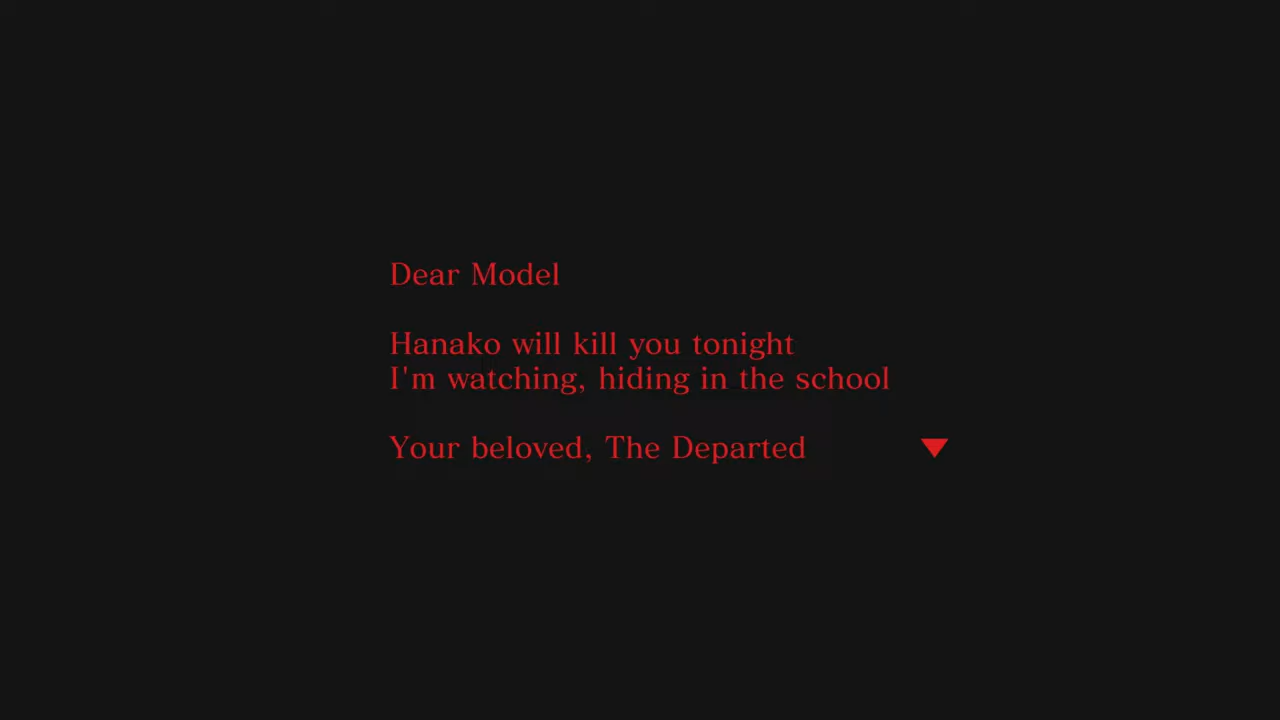 Dear Model
Hanako will kill you tonight
I'm watching, hiding in the school
Your beloved, The Departed